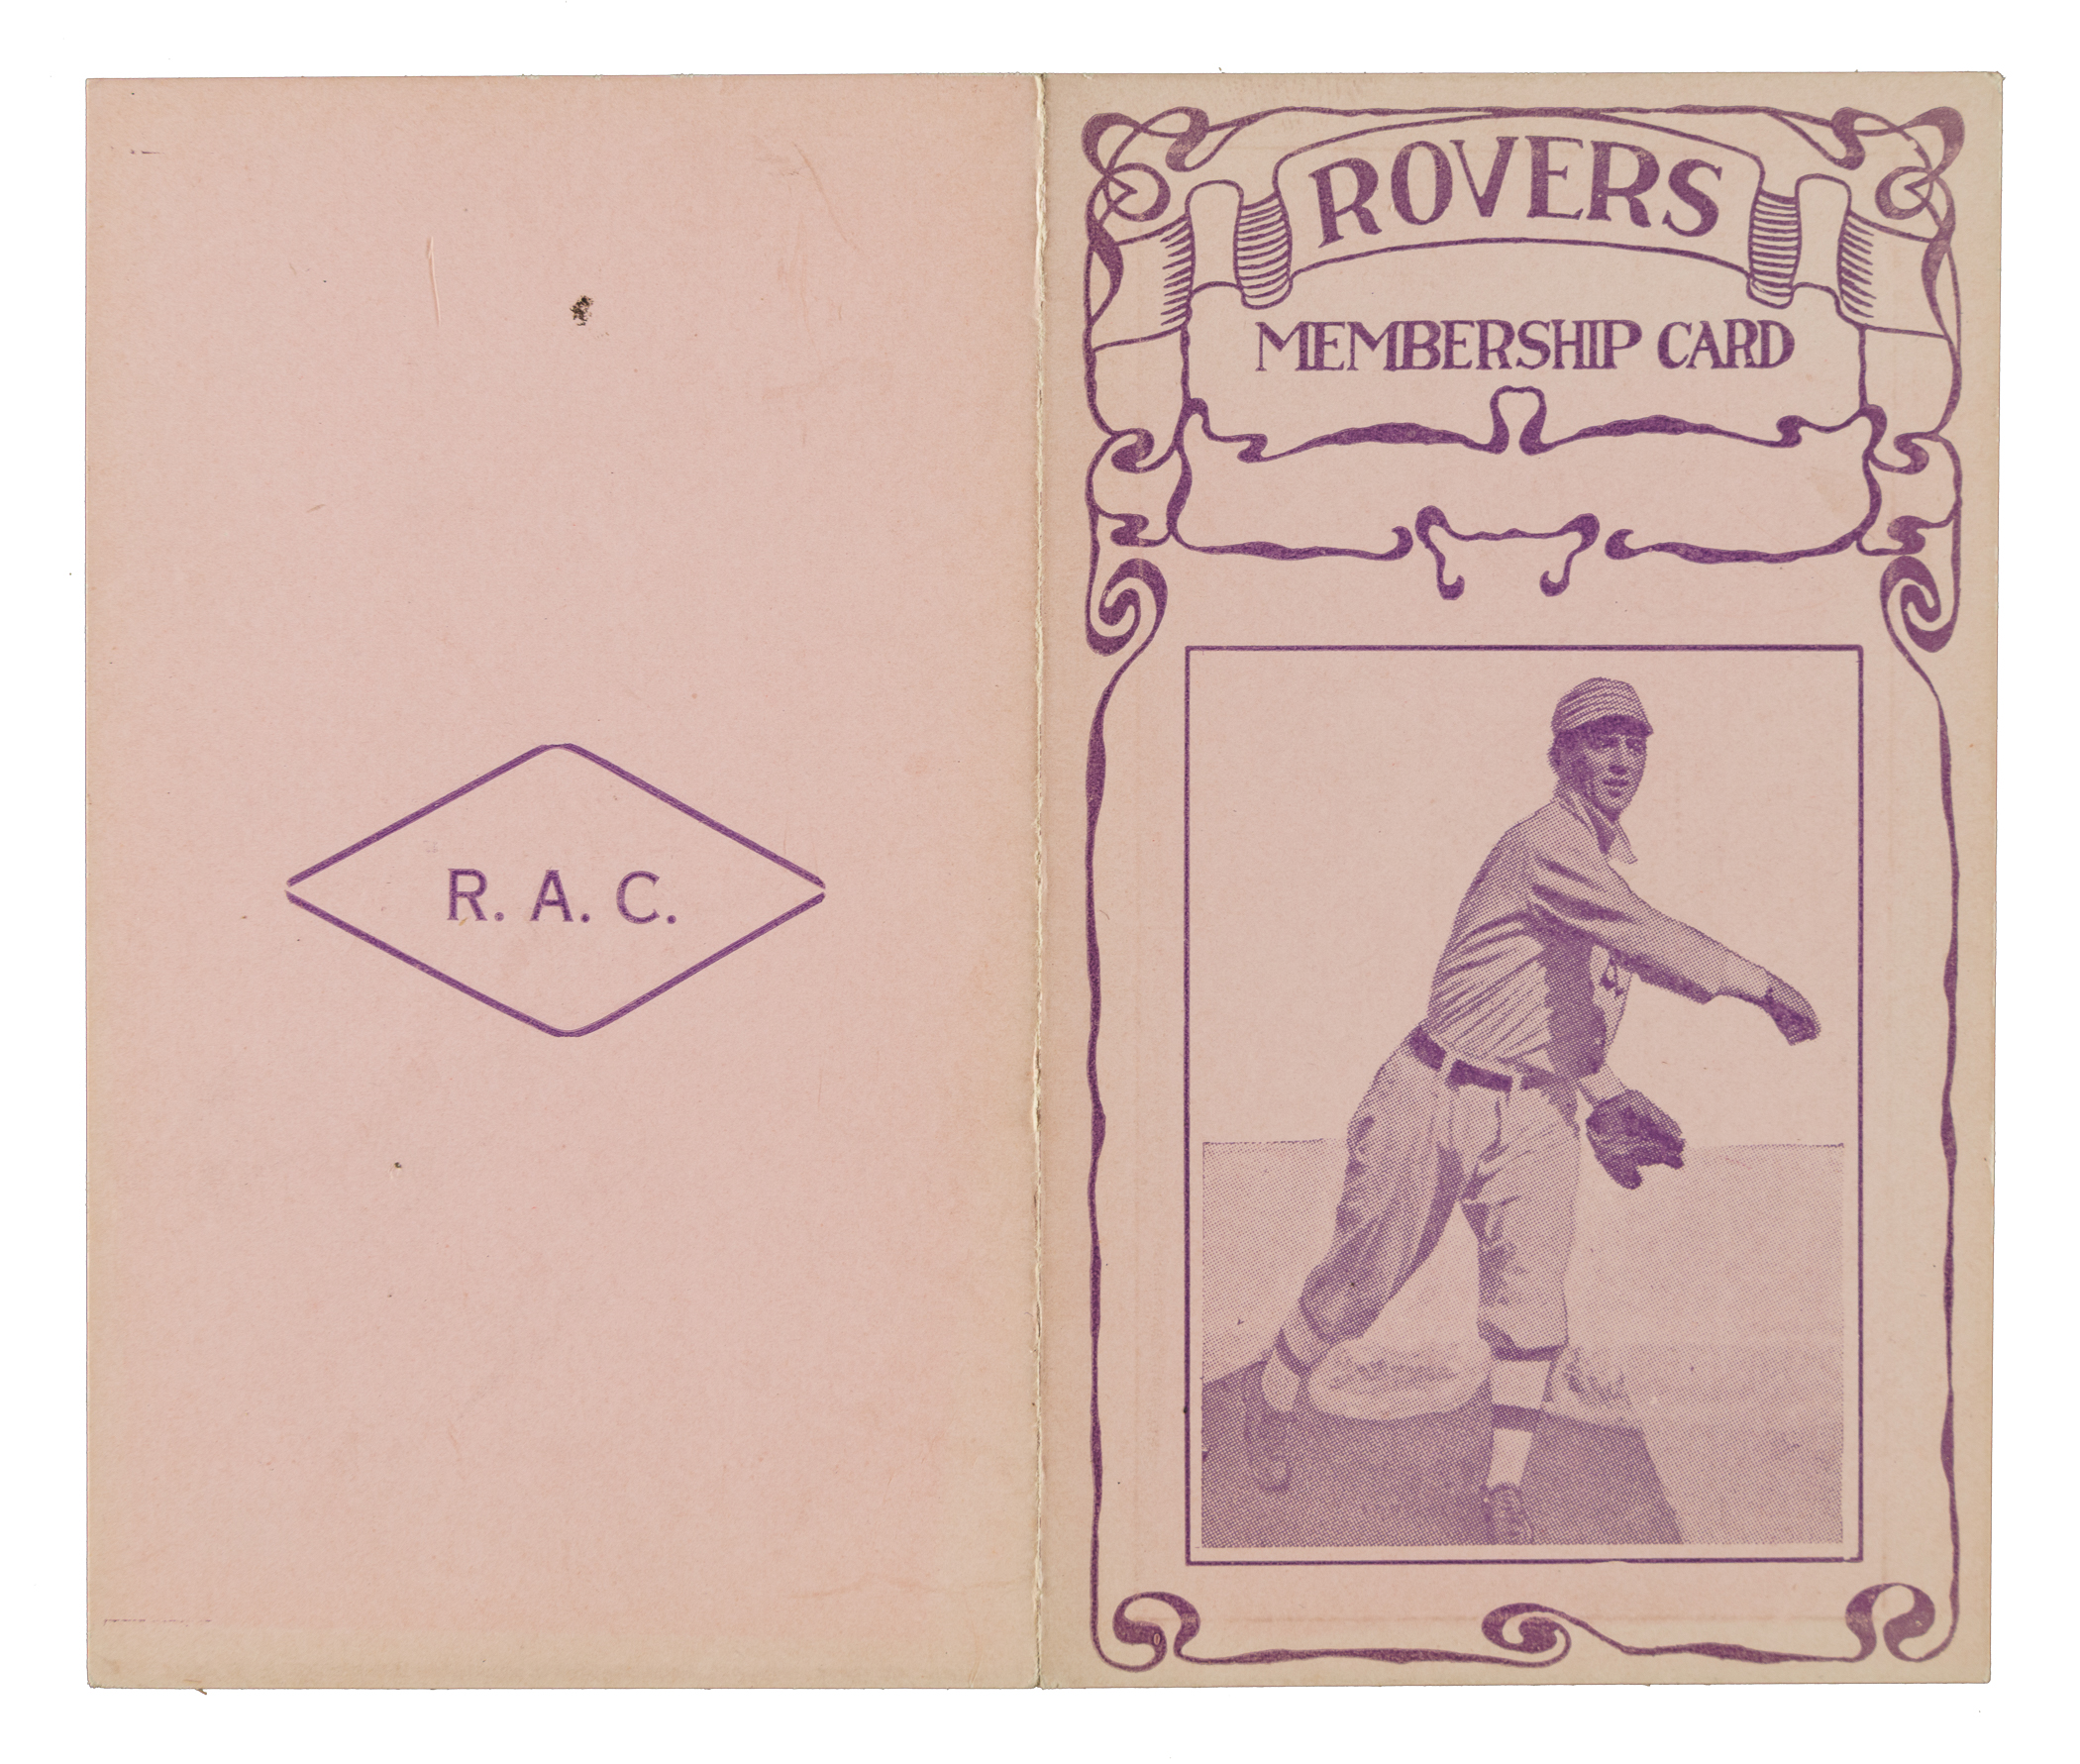 R. A. C.
ROVERS
MEMBERSHIP CARD